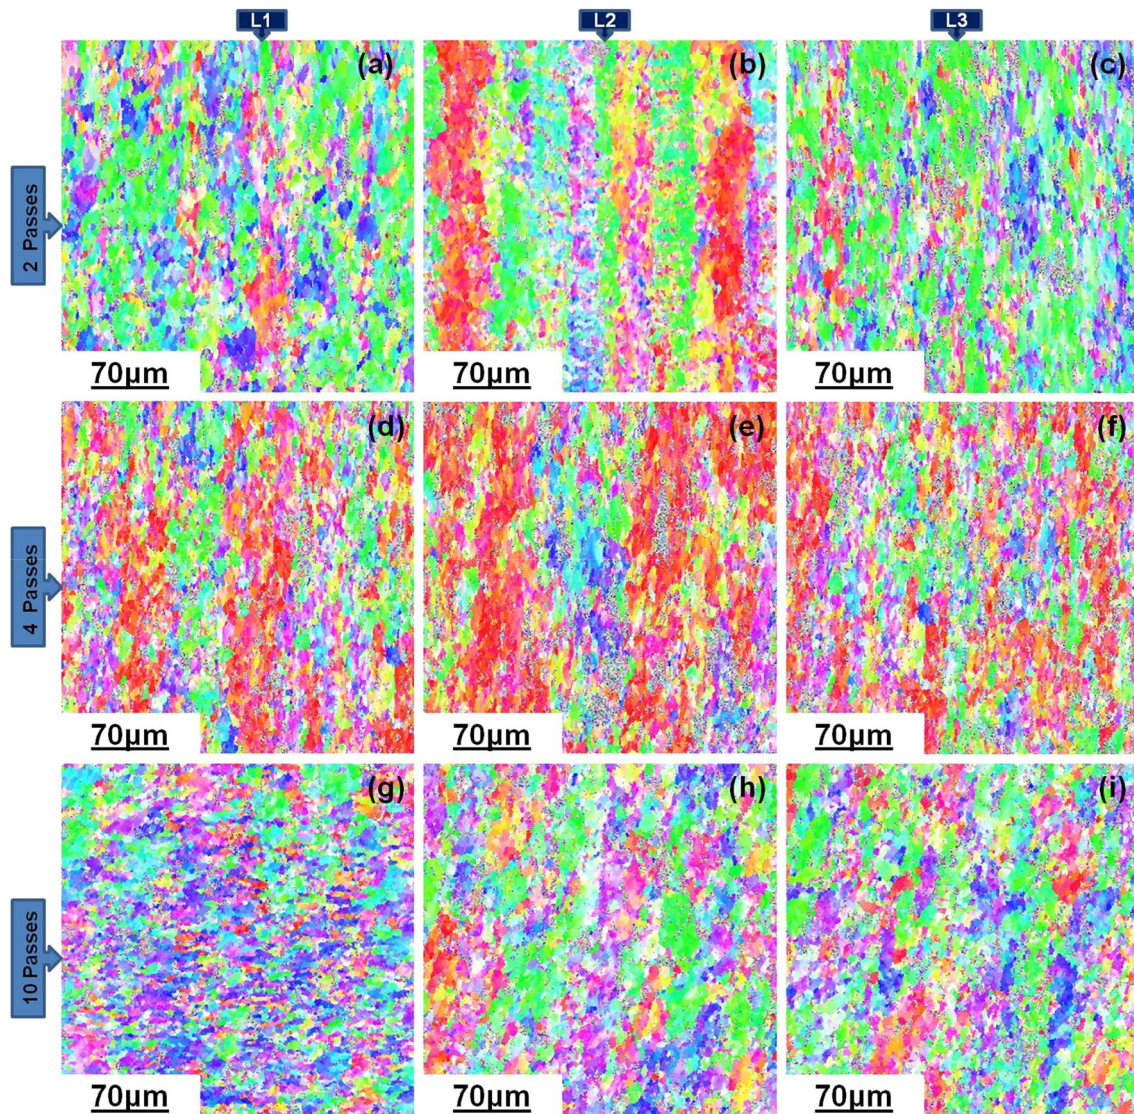 L1
L2
L3
(a)
(b)
(c)
2 Passes
70µm
70µm
70µm
(d)
(e)
(f)
4 Passes
70µm
70µm
70µm
(g)
(h)
(i)
10 Passes
70µm
70µm
70µm